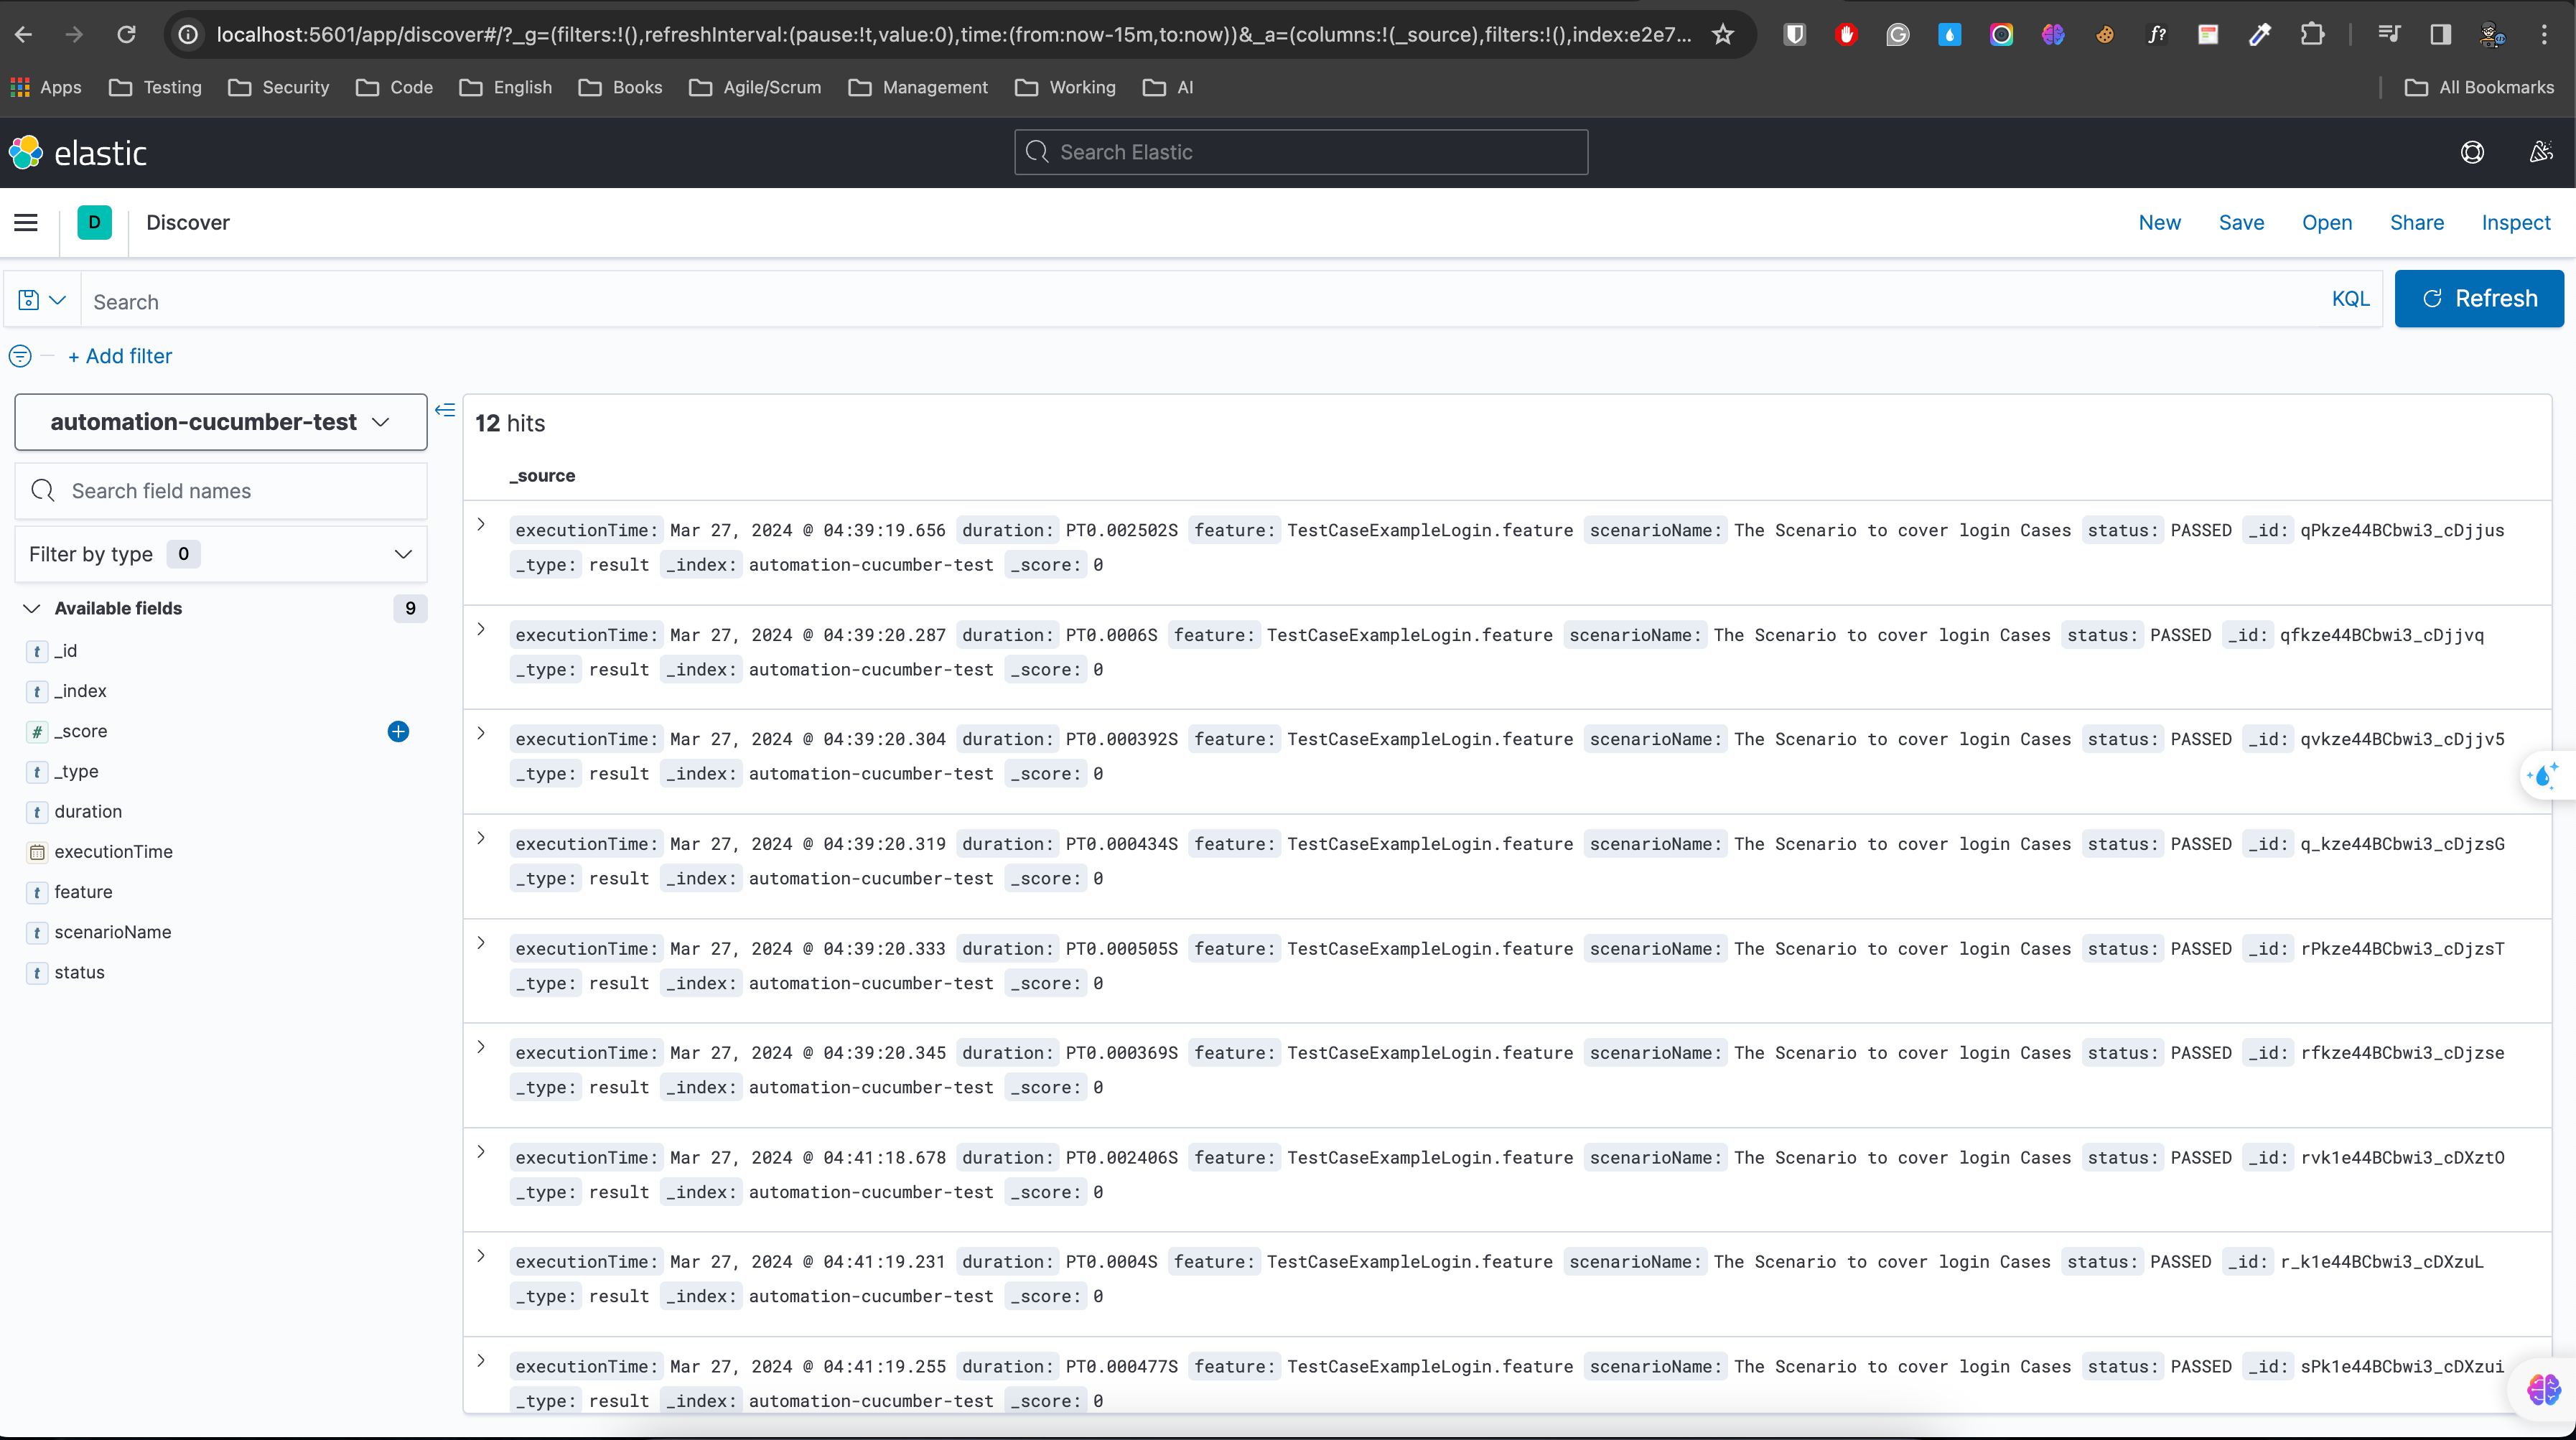 localhost:5601/app/discover#/?_g=(filters:!(),refreshInterval:(pause:!t,value:0),time:(from:now-15m,to:now))&_a=(columns:!(_source),filters:!(),index:e2e7...
Apps Testing Security Code English Books Agile/Scrum Management Working AI All Bookmarks
elastic Search Elastic
D Discover New Save Open Share Inspect
Search KQL Refresh
+ Add filter
automation-cucumber-test
Search field names
Filter by type 0
Available fields 9
t _id
t _index
# _score
t _type
t duration
executionTime
t feature
t scenarioName
t status
12 hits
_source
executionTime: Mar 27, 2024 @ 04:39:19.656 duration: PT0.002502S feature: TestCaseExampleLogin.feature scenarioName: The Scenario to cover login Cases status: PASSED _id: qPkze44BCbwi3_cDjjus
_type: result _index: automation-cucumber-test _score: 0
executionTime: Mar 27, 2024 @ 04:39:20.287 duration: PT0.0006S feature: TestCaseExampleLogin.feature scenarioName: The Scenario to cover login Cases status: PASSED _id: qfkze44BCbwi3_cDjjvq
_type: result _index: automation-cucumber-test _score: 0
executionTime: Mar 27, 2024 @ 04:39:20.304 duration: PT0.000392S feature: TestCaseExampleLogin.feature scenarioName: The Scenario to cover login Cases status: PASSED _id: qvkze44BCbwi3_cDjjv5
_type: result _index: automation-cucumber-test _score: 0
executionTime: Mar 27, 2024 @ 04:39:20.319 duration: PT0.000434S feature: TestCaseExampleLogin.feature scenarioName: The Scenario to cover login Cases status: PASSED _id: q_kze44BCbwi3_cDjzsG
_type: result _index: automation-cucumber-test _score: 0
executionTime: Mar 27, 2024 @ 04:39:20.333 duration: PT0.000505S feature: TestCaseExampleLogin.feature scenarioName: The Scenario to cover login Cases status: PASSED _id: rPkze44BCbwi3_cDjzsT
_type: result _index: automation-cucumber-test _score: 0
executionTime: Mar 27, 2024 @ 04:39:20.345 duration: PT0.000369S feature: TestCaseExampleLogin.feature scenarioName: The Scenario to cover login Cases status: PASSED _id: rfkze44BCbwi3_cDjzse
_type: result _index: automation-cucumber-test _score: 0
executionTime: Mar 27, 2024 @ 04:41:18.678 duration: PT0.002406S feature: TestCaseExampleLogin.feature scenarioName: The Scenario to cover login Cases status: PASSED _id: rvk1e44BCbwi3_cDXztO
_type: result _index: automation-cucumber-test _score: 0
executionTime: Mar 27, 2024 @ 04:41:19.231 duration: PT0.0004S feature: TestCaseExampleLogin.feature scenarioName: The Scenario to cover login Cases status: PASSED _id: r_k1e44BCbwi3_cDXzuL
_type: result _index: automation-cucumber-test _score: 0
executionTime: Mar 27, 2024 @ 04:41:19.255 duration: PT0.000477S feature: TestCaseExampleLogin.feature scenarioName: The Scenario to cover login Cases status: PASSED _id: sPk1e44BCbwi3_cDXzui
_type: result _index: automation-cucumber-test _score: 0